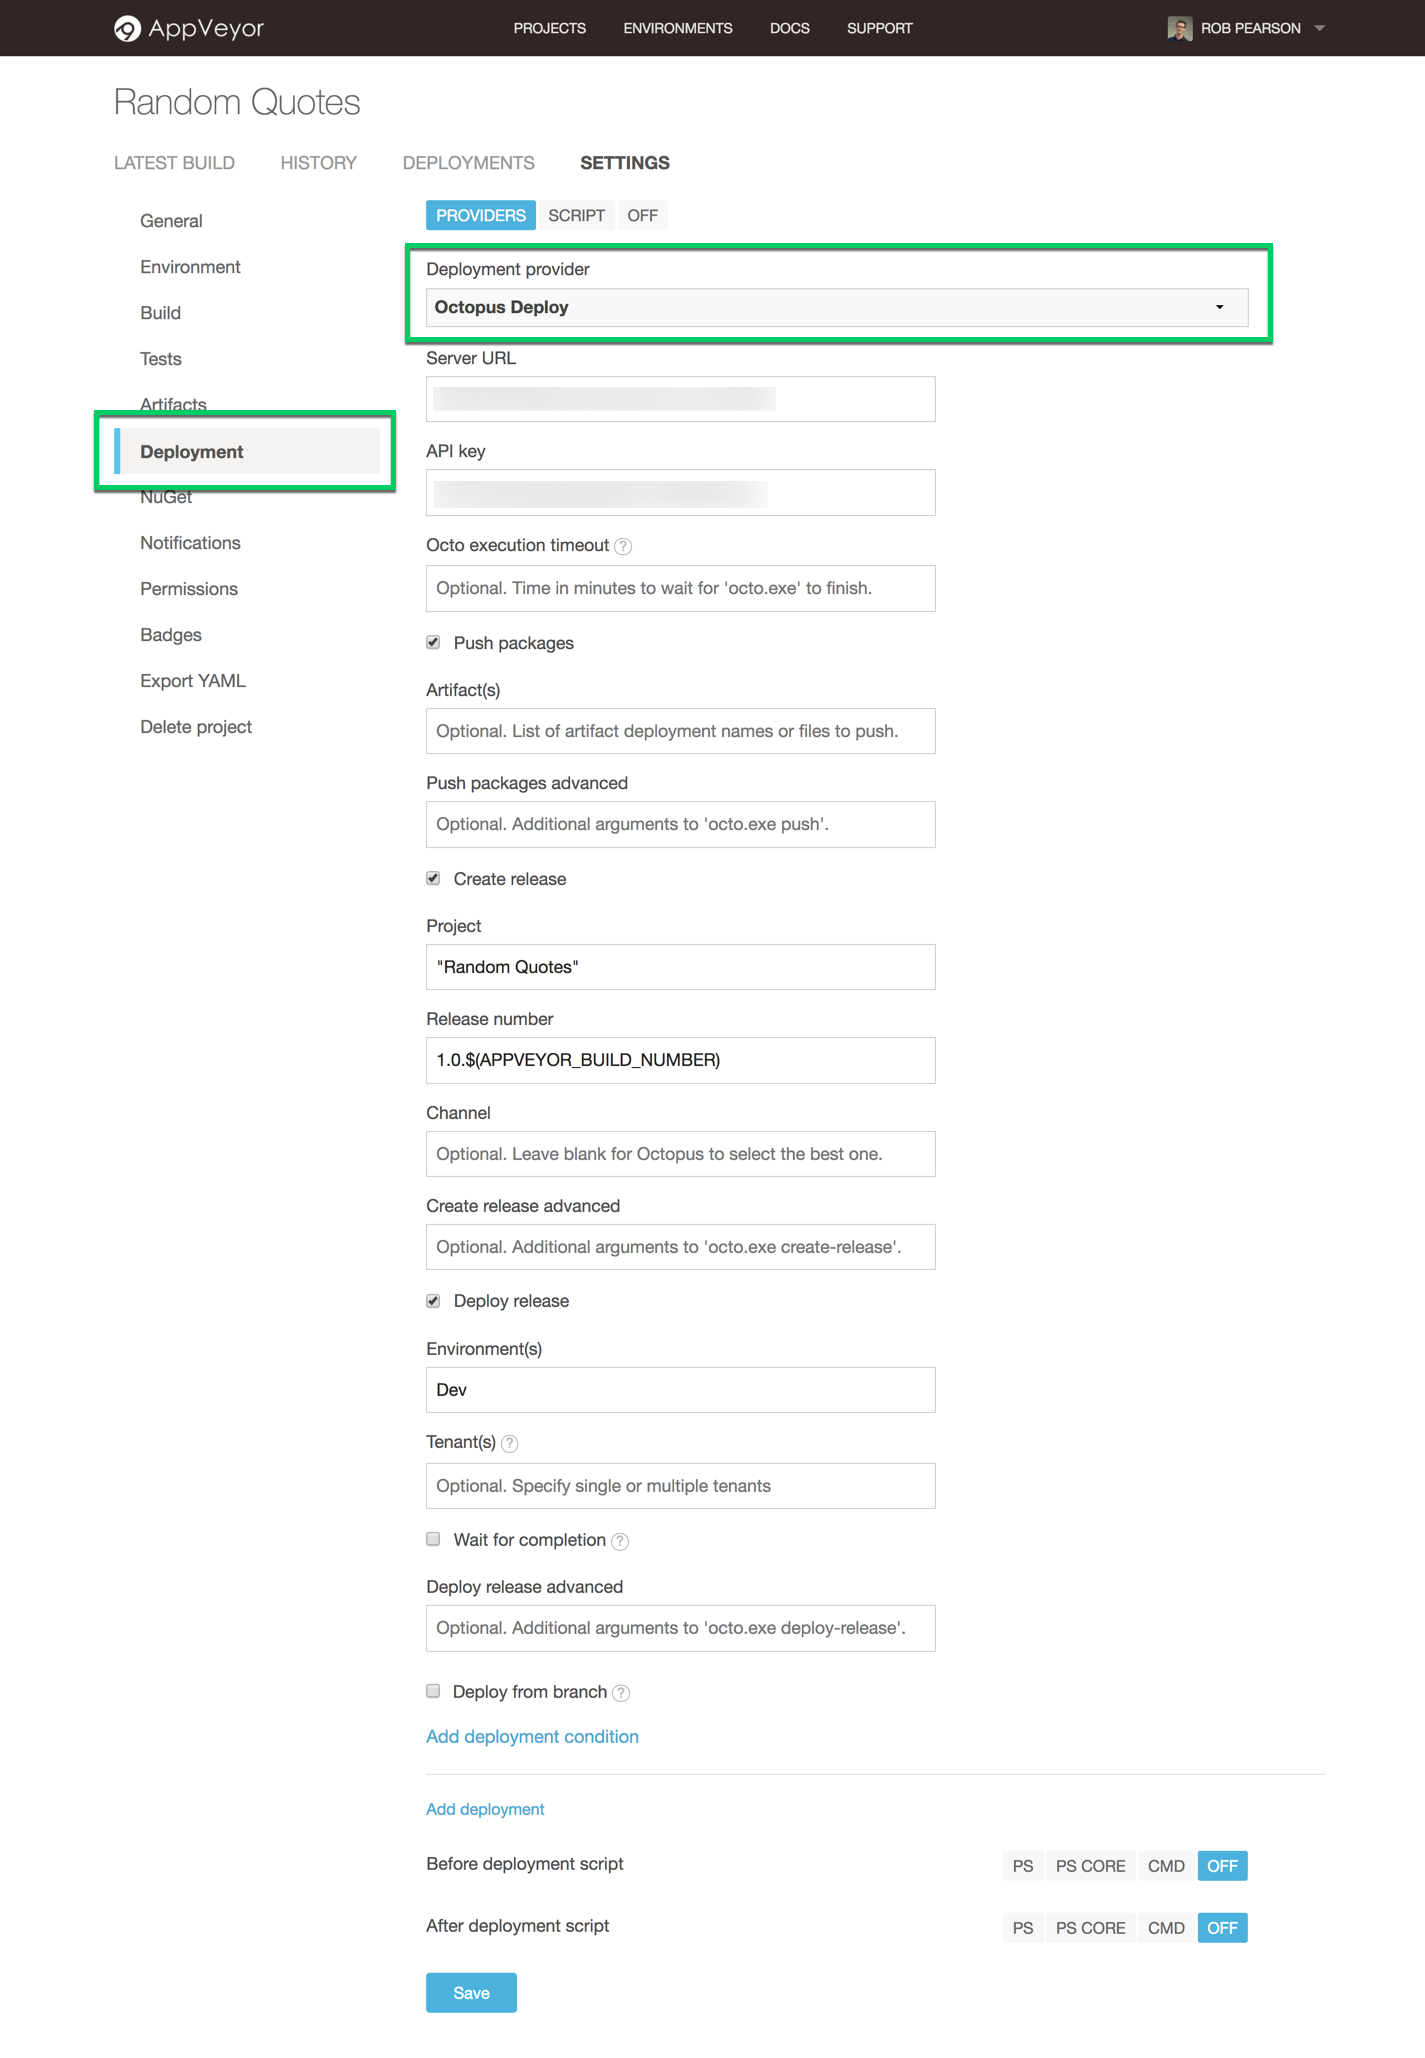 AppVeyor
PROJECTS ENVIRONMENTS DOCS SUPPORT
ROB PEARSON
Random Quotes
LATEST BUILD HISTORY DEPLOYMENTS SETTINGS
General
Environment
Build
Tests
Artifacts
Deployment
NuGet
Notifications
Permissions
Badges
Export YAML
Delete project
PROVIDERS SCRIPT OFF
Deployment provider
Octopus Deploy
Server URL
API key
Octo execution timeout ?
Optional. Time in minutes to wait for 'octo.exe' to finish.
Push packages
Artifact(s)
Optional. List of artifact deployment names or files to push.
Push packages advanced
Optional. Additional arguments to 'octo.exe push'.
Create release
Project
"Random Quotes"
Release number
1.0.$(APPVEYOR_BUILD_NUMBER)
Channel
Optional. Leave blank for Octopus to select the best one.
Create release advanced
Optional. Additional arguments to 'octo.exe create-release'.
Deploy release
Environment(s)
Dev
Tenant(s) ?
Optional. Specify single or multiple tenants
Wait for completion ?
Deploy release advanced
Optional. Additional arguments to 'octo.exe deploy-release'.
Deploy from branch ?
Add deployment condition
Add deployment
Before deployment script PS PS CORE CMD OFF
After deployment script PS PS CORE CMD OFF
Save